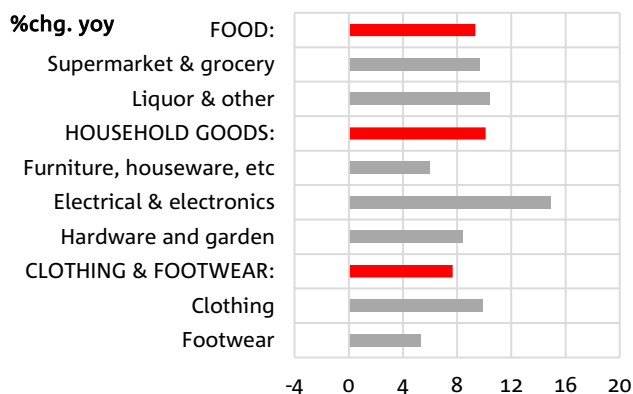 %chg. yoy
FOOD:
Supermarket & grocery
Liquor & other
HOUSEHOLD GOODS:
Furniture, houseware, etc
Electrical & electronics
Hardware and garden
CLOTHING & FOOTWEAR:
Clothing
Footwear
-4 0 4 8 12 16 20